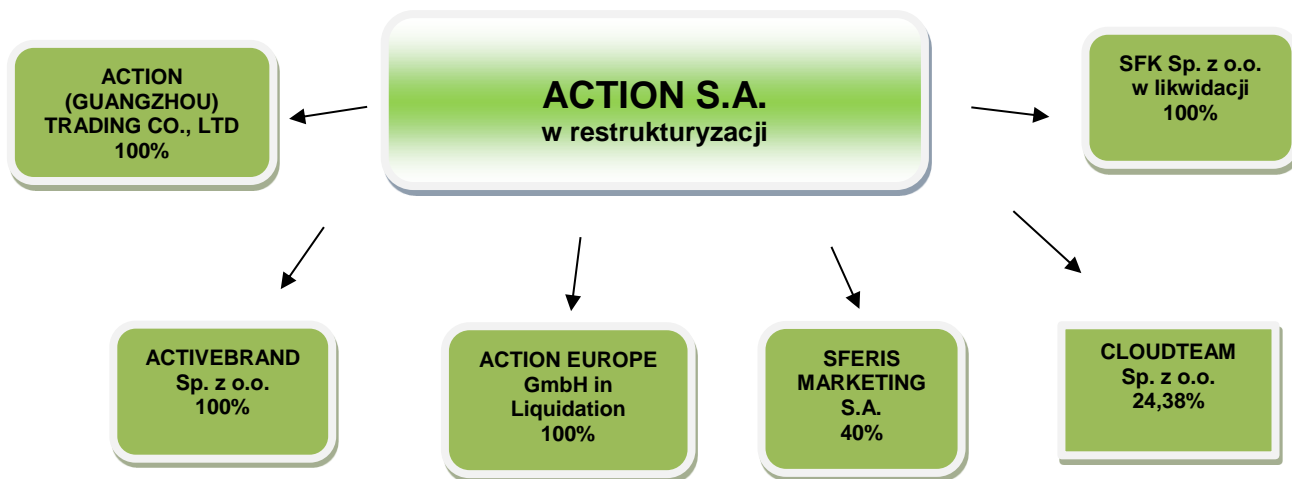 ACTION S.A.
w restrukturyzacji
ACTION
(GUANGZHOU)
TRADING CO., LTD
100%
SFK Sp. z o.o.
w likwidacji
100%
ACTIVEBRAND
Sp. z o.o.
100%
ACTION EUROPE
GmbH in
Liquidation
100%
SFERIS
MARKETING
S.A.
40%
CLOUDTEAM
Sp. z o.o.
24,38%